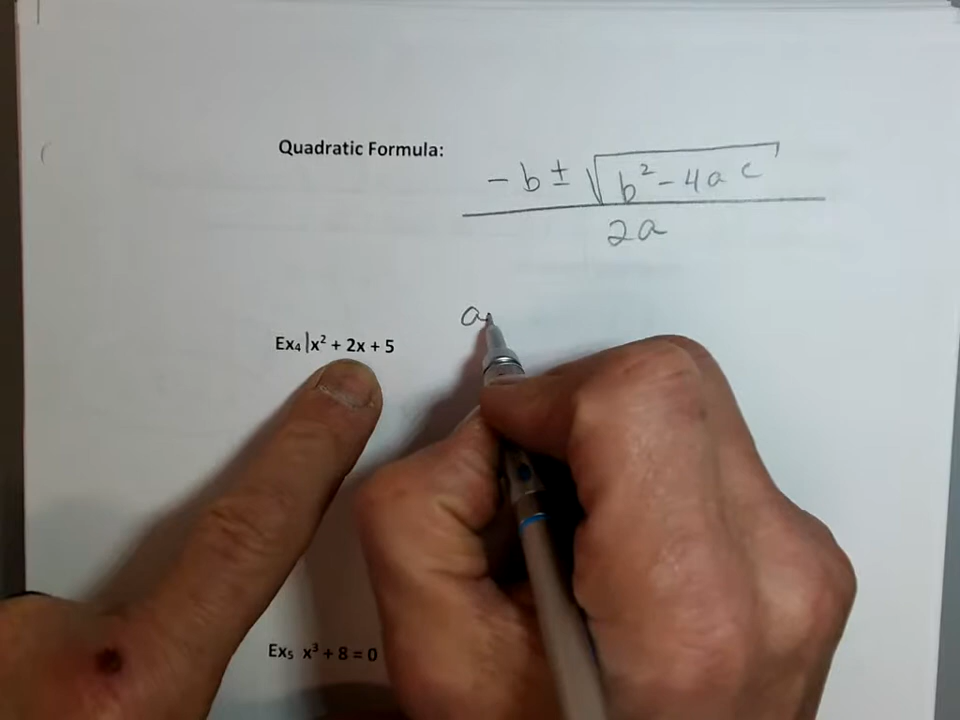 Quadratic Formula:
-b ± √b² - 4ac
2a
a
Ex₄ |x² + 2x + 5
Ex₅ x³ + 8 = 0